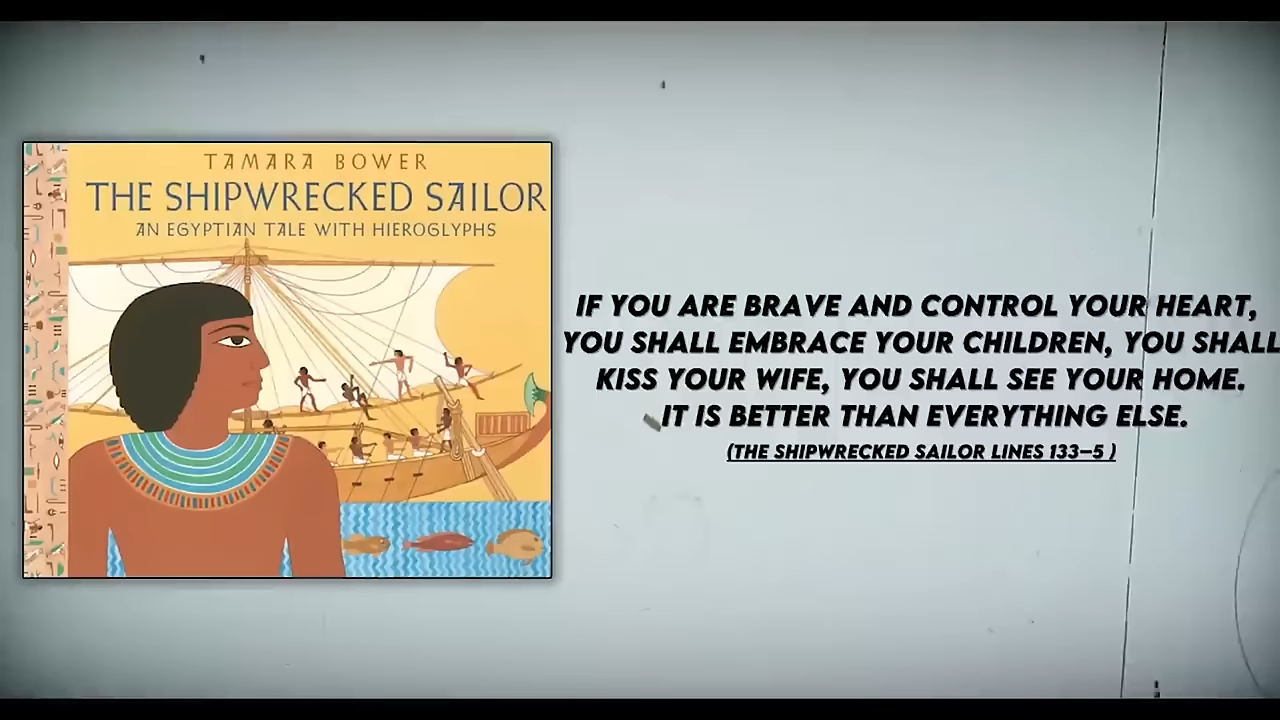 TAMARA BOWER
THE SHIPWRECKED SAILOR
AN EGYPTIAN TALE WITH HIEROGLYPHS
IF YOU ARE BRAVE AND CONTROL YOUR HEART,
YOU SHALL EMBRACE YOUR CHILDREN, YOU SHALL
KISS YOUR WIFE, YOU SHALL SEE YOUR HOME.
IT IS BETTER THAN EVERYTHING ELSE.
(THE SHIPWRECKED SAILOR LINES 133–5 )